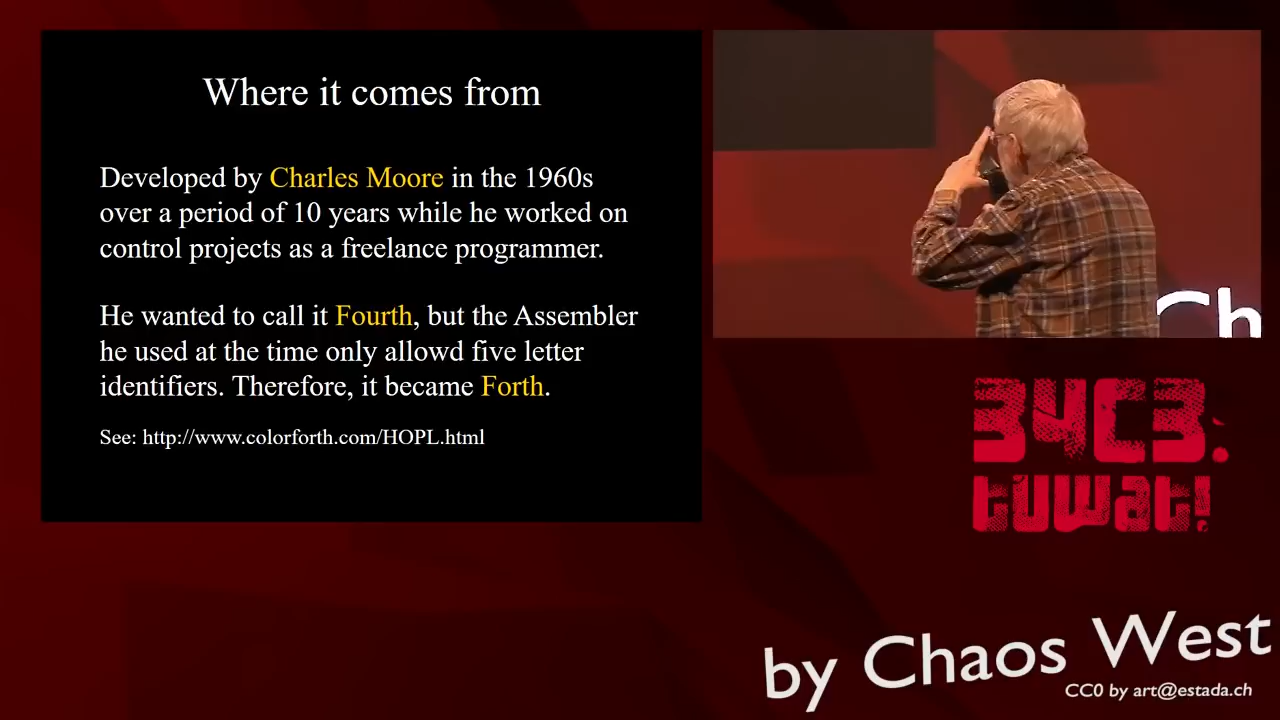 Where it comes from
Developed by Charles Moore in the 1960s
over a period of 10 years while he worked on
control projects as a freelance programmer.
He wanted to call it Fourth, but the Assembler
he used at the time only allowd five letter
identifiers. Therefore, it became Forth.
See: http://www.colorforth.com/HOPL.html
Ch
34C3.
tuwat!
by Chaos West
CC0 by art@estada.ch